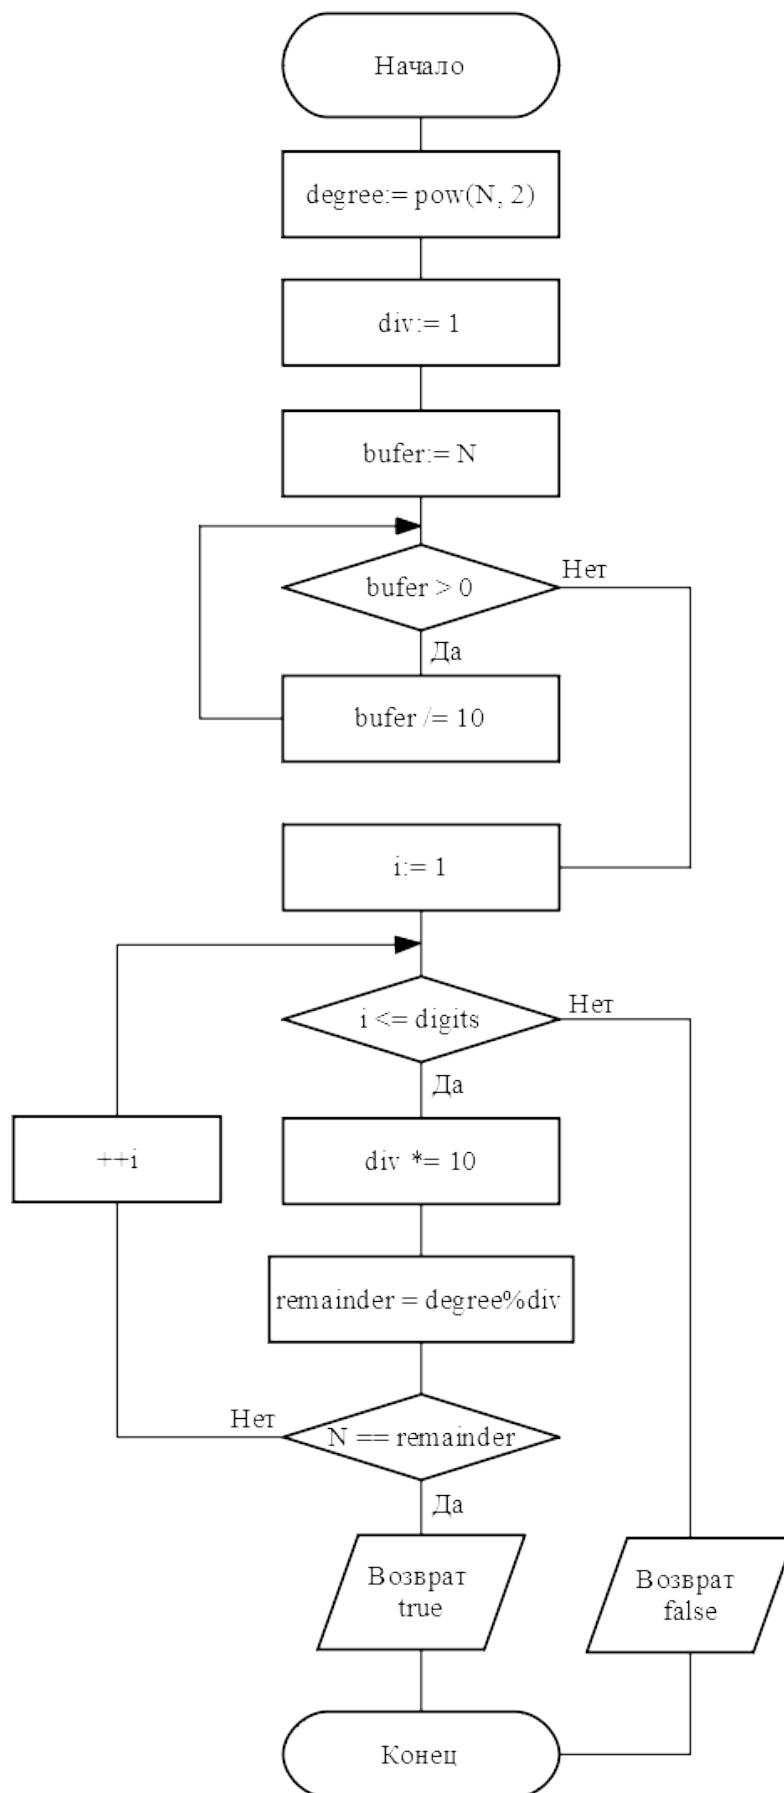 Начало
degree:= pow(N, 2)
div:= 1
bufer:= N
bufer > 0
Нет
Да
bufer /= 10
i:= 1
i <= digits
Нет
Да
++i
div *= 10
remainder = degree%div
Нет
N == remainder
Да
Возврат
true
Возврат
false
Конец